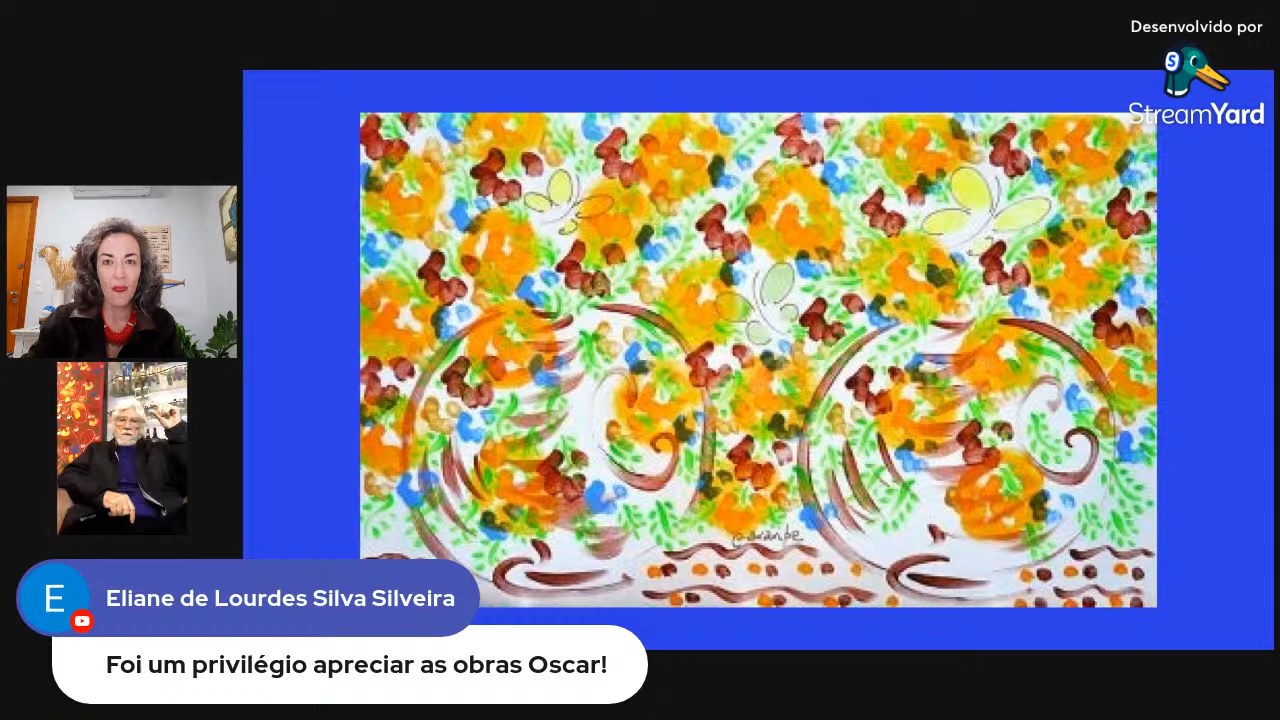 Desenvolvido por
StreamYard
E
Eliane de Lourdes Silva Silveira
Foi um privilégio apreciar as obras Oscar!